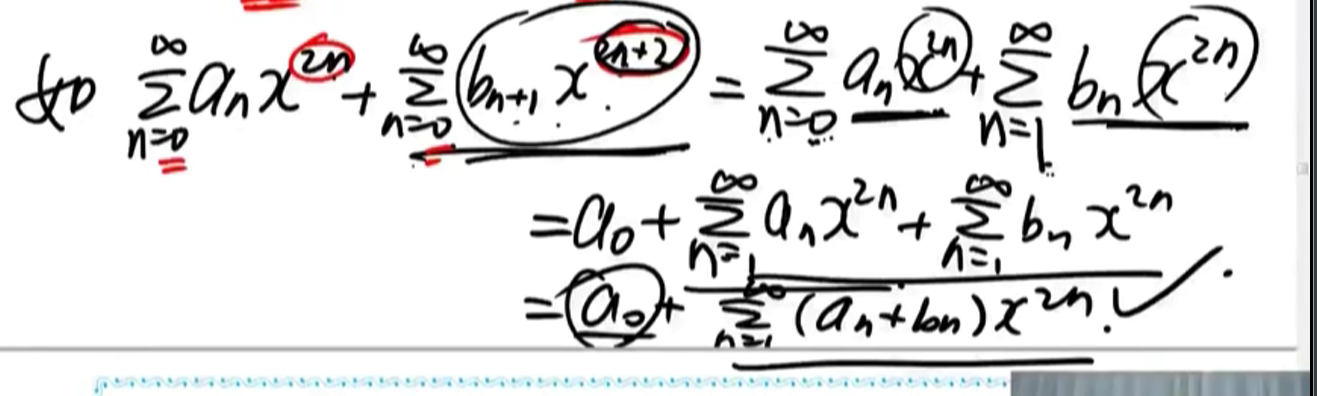 如 $\sum_{n=0}^{\infty} a_n x^{2n} + \sum_{n=0}^{\infty} b_{n+1} x^{2n+2} = \sum_{n=0}^{\infty} a_n x^{2n} + \sum_{n=1}^{\infty} b_n x^{2n}$
$= a_0 + \sum_{n=1}^{\infty} a_n x^{2n} + \sum_{n=1}^{\infty} b_n x^{2n}$
$= a_0 + \sum_{n=1}^{\infty} (a_n + b_n) x^{2n}.$ ✓